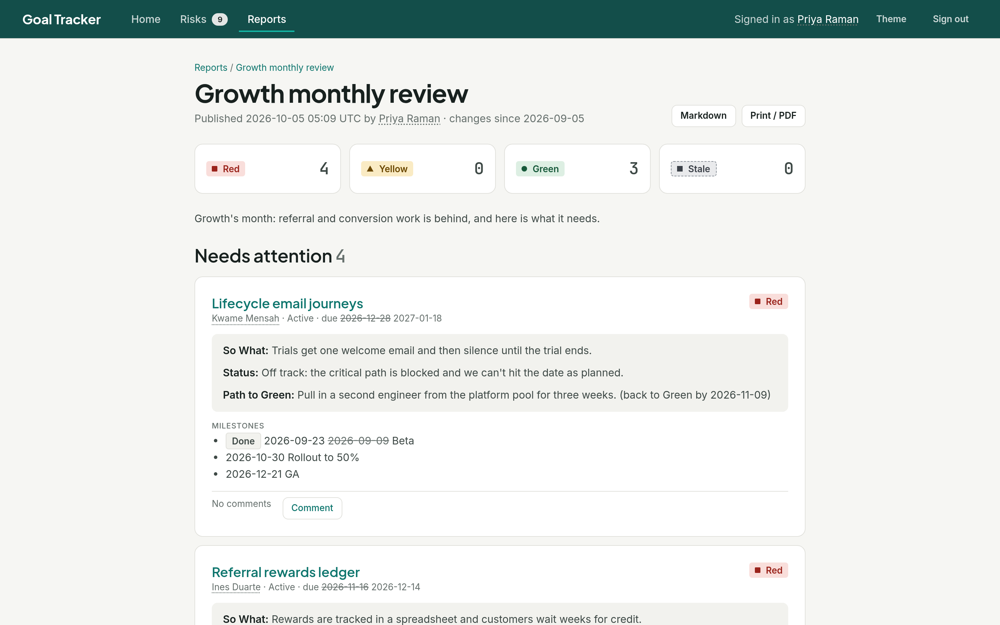 Goal Tracker Home Risks 9 Reports Signed in as Priya Raman Theme Sign out
Reports / Growth monthly review
Growth monthly review
Published 2026-10-05 05:09 UTC by Priya Raman · changes since 2026-09-05
Markdown Print / PDF
Red 4 Yellow 0 Green 3 Stale 0
Growth's month: referral and conversion work is behind, and here is what it needs.
Needs attention 4
Lifecycle email journeys Red
Kwame Mensah · Active · due 2026-12-28 2027-01-18
So What: Trials get one welcome email and then silence until the trial ends.
Status: Off track: the critical path is blocked and we can't hit the date as planned.
Path to Green: Pull in a second engineer from the platform pool for three weeks. (back to Green by 2026-11-09)
MILESTONES
• Done 2026-09-23 2026-09-09 Beta
• 2026-10-30 Rollout to 50%
• 2026-12-21 GA
No comments Comment
Referral rewards ledger Red
Ines Duarte · Active · due 2026-11-16 2026-12-14
So What: Rewards are tracked in a spreadsheet and customers wait weeks for credit.